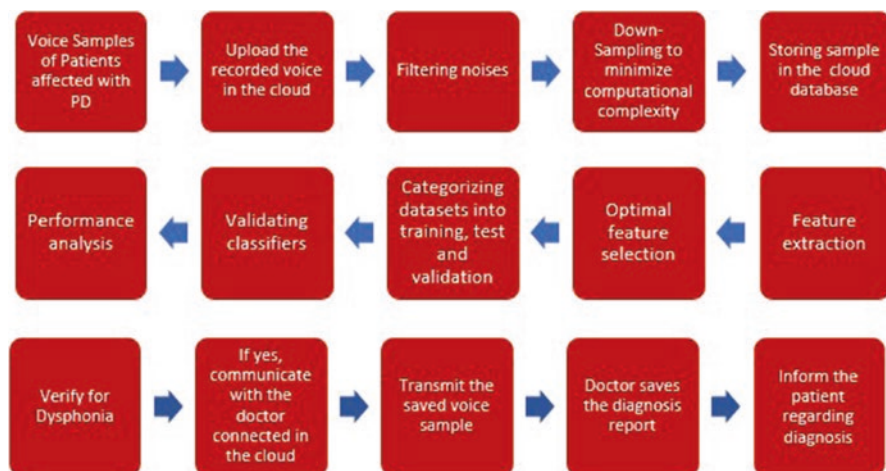 Voice Samples
of Patients
affected with
PD
Upload the
recorded voice
in the cloud
Filtering noises
Down-
Sampling to
minimize
computational
complexity
Storing sample
in the cloud
database
Performance
analysis
Validating
classifiers
Categorizing
datasets into
training, test
and
validation
Optimal
feature
selection
Feature
extraction
Verify for
Dysphonia
If yes,
communicate
with the
doctor
connected in
the cloud
Transmit the
saved voice
sample
Doctor saves
the diagnosis
report
Inform the
patient
regarding
diagnosis